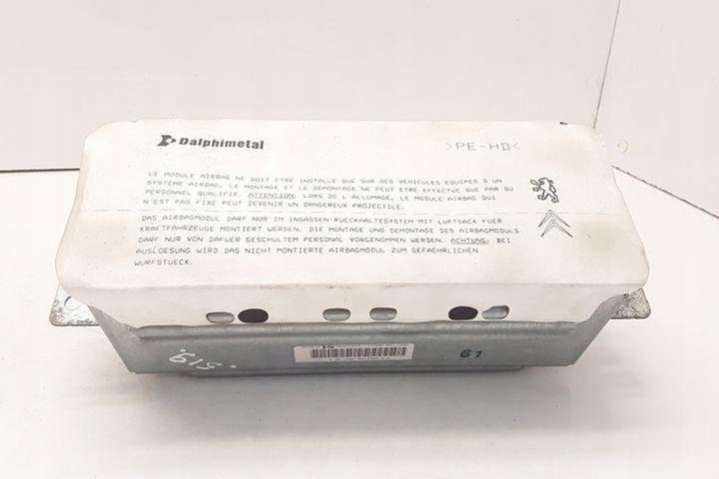 Dalphimetal
>PE-HD<
LE MODULE AIRBAG NE DOIT ETRE INSTALLE QUE SUR DES VEHICULES EQUIPES D'UN
SYSTEME AIRBAG, LE MONTAGE ET LE DEMONTAGE NE PEUT ETRE EFFECTUE QUE PAR DU
PERSONNEL QUALIFIE. ATTENTION: LORS DE L ALLUMAGE, LE MODULE AIRBAG QUI
N'EST PAS FIXE PEUT DEVENIR UN DANGEREUX PROJECTILE.
DAS AIRBAGMODUL DARF NUR IM INSASSEN-RUECKHALTESYSTEM MIT LUFTSACK FUER
KRAFTFAHRZEUGE MONTIERT WERDEN. DIE MONTAGE UND DEMONTAGE DES AIRBAGMODULS
DARF NUR VON DAFUER GESCHULTEM PERSONAL VORGENOMMEN WERDEN. ACHTUNG: BEI
AUSLOESUNG WIRD DAS NICHT MONTIERTE AIRBAGMODUL ZUM GEFAEHRLICHEN
WURFSTUECK.
61